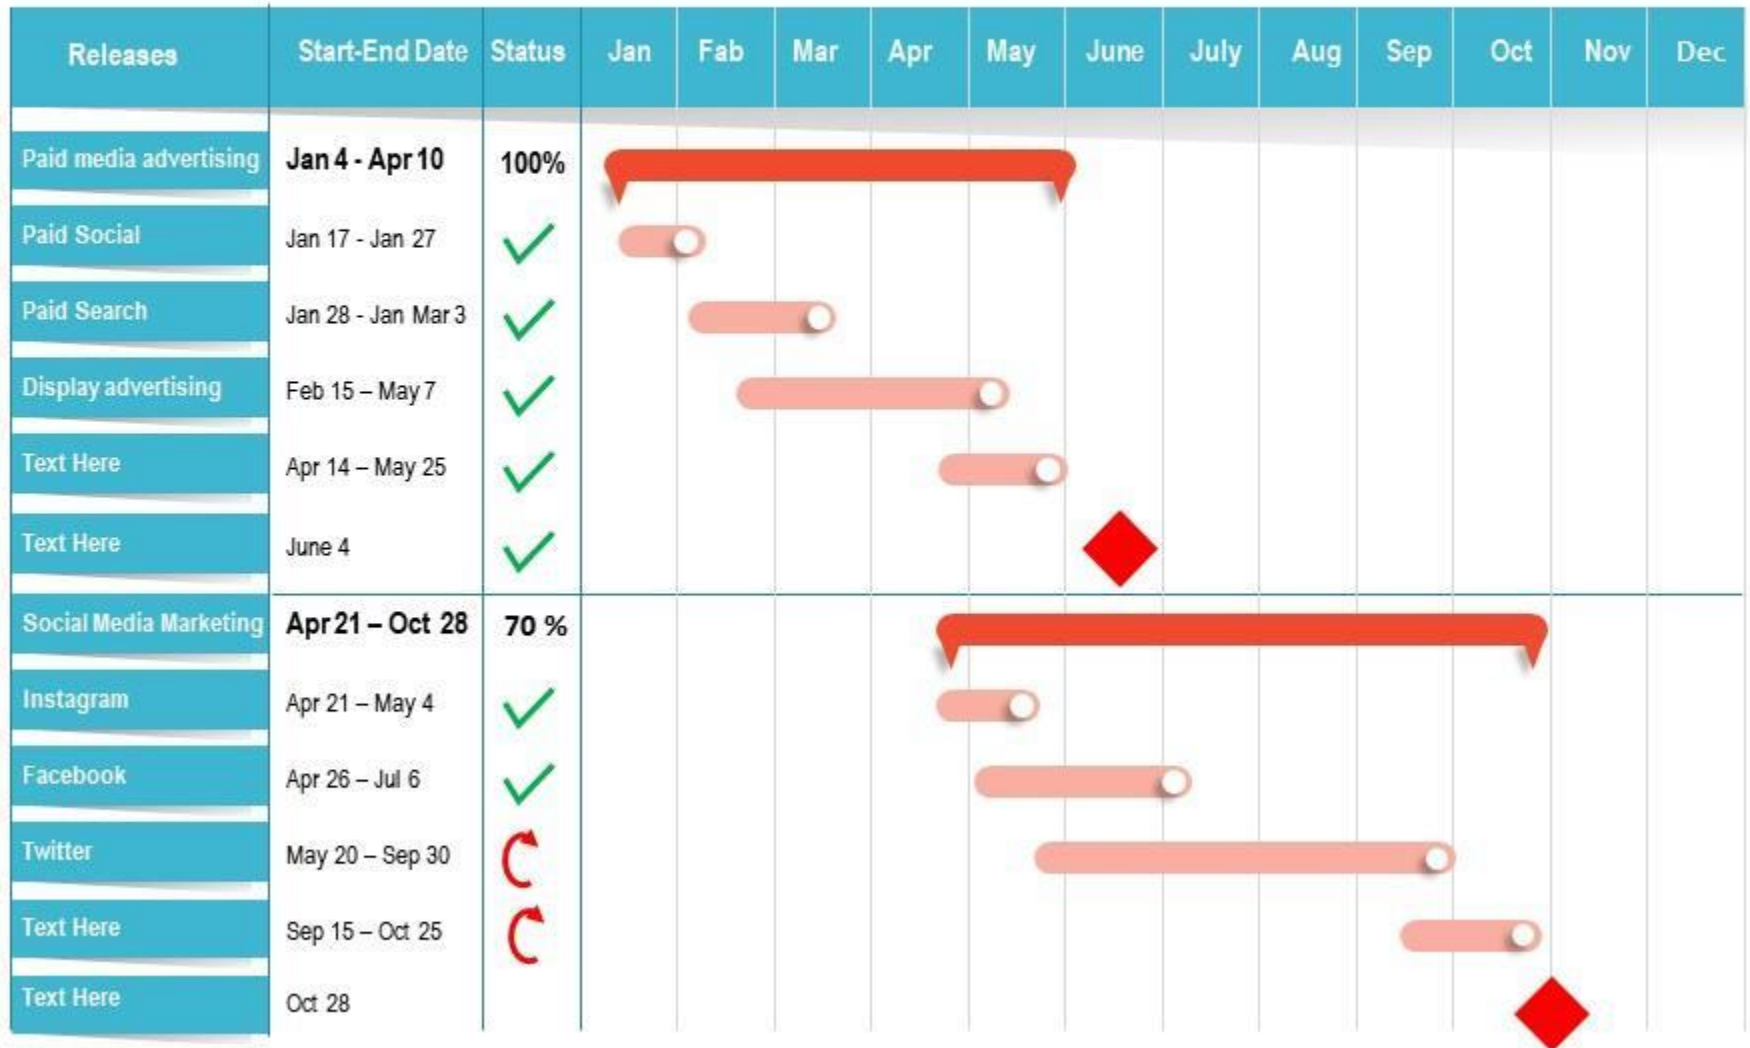 Releases Start-End Date Status Jan Fab Mar Apr May June July Aug Sep Oct Nov Dec
Paid media advertising Jan 4 - Apr 10 100%
Paid Social Jan 17 - Jan 27
Paid Search Jan 28 - Jan Mar 3
Display advertising Feb 15 – May 7
Text Here Apr 14 – May 25
Text Here June 4
Social Media Marketing Apr 21 – Oct 28 70 %
Instagram Apr 21 – May 4
Facebook Apr 26 – Jul 6
Twitter May 20 – Sep 30
Text Here Sep 15 – Oct 25
Text Here Oct 28